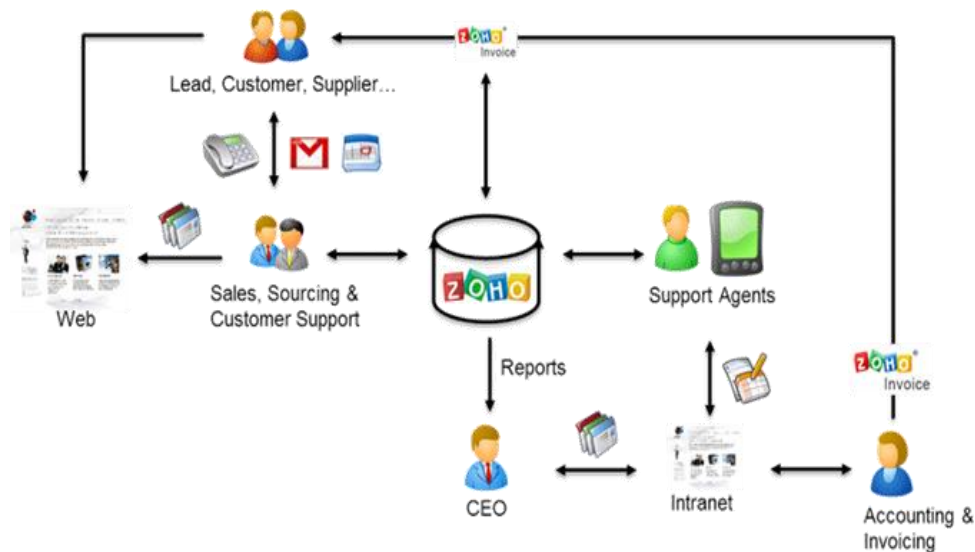 ZOHO
Invoice
Lead, Customer, Supplier...
Web
Sales, Sourcing &
Customer Support
ZOHO
Support Agents
Reports
ZOHO
Invoice
CEO
Intranet
Accounting &
Invoicing